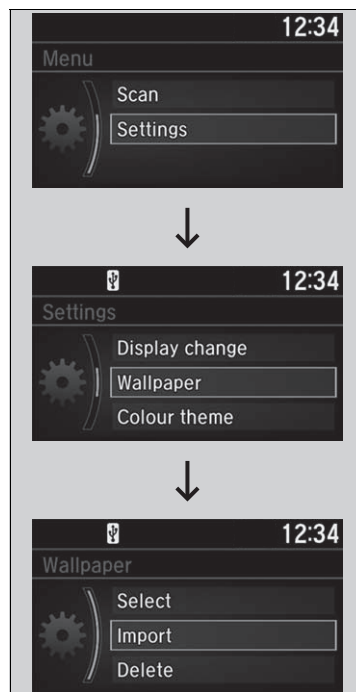 12:34
Menu
Scan
Settings
12:34
Settings
Display change
Wallpaper
Colour theme
12:34
Wallpaper
Select
Import
Delete